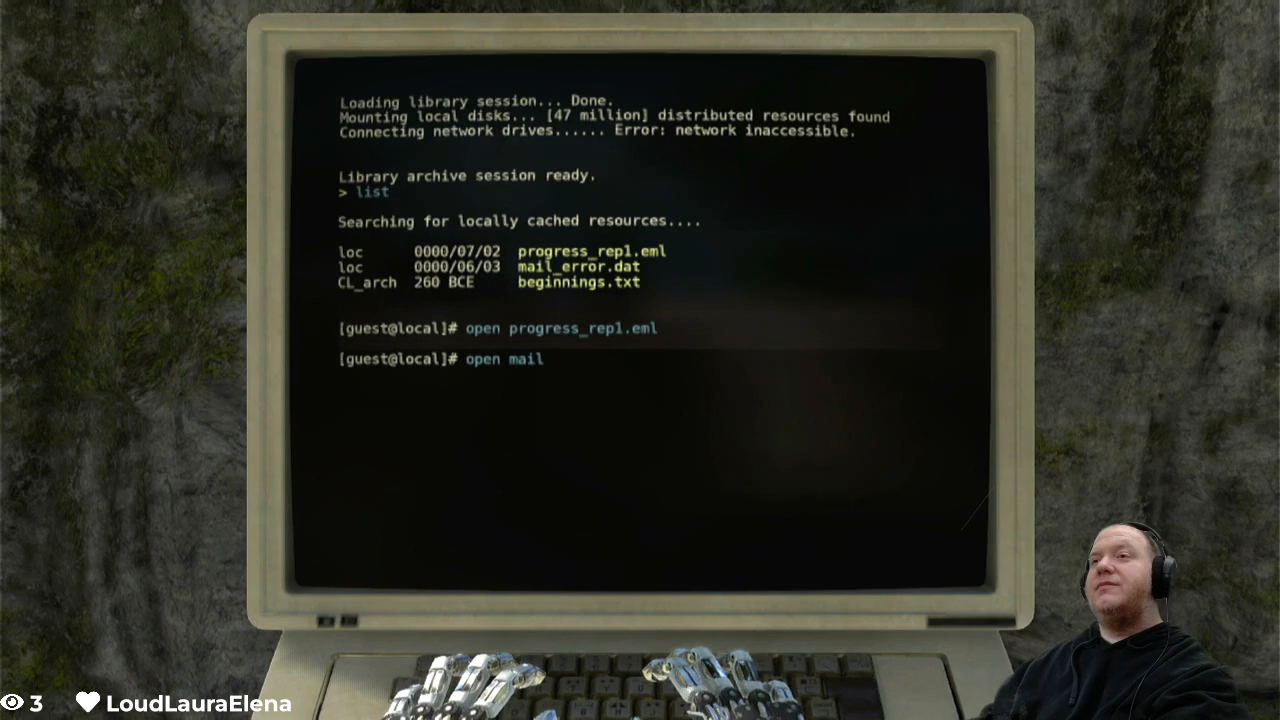 Loading library session... Done.
Mounting local disks... [47 million] distributed resources found
Connecting network drives...... Error: network inaccessible.
Library archive session ready.
> list
Searching for locally cached resources....
loc 0000/07/02 progress_rep1.eml
loc 0000/06/03 mail_error.dat
CL_arch 260 BCE beginnings.txt
[guest@local]# open progress_rep1.eml
[guest@local]# open mail
3 LoudLauraElena